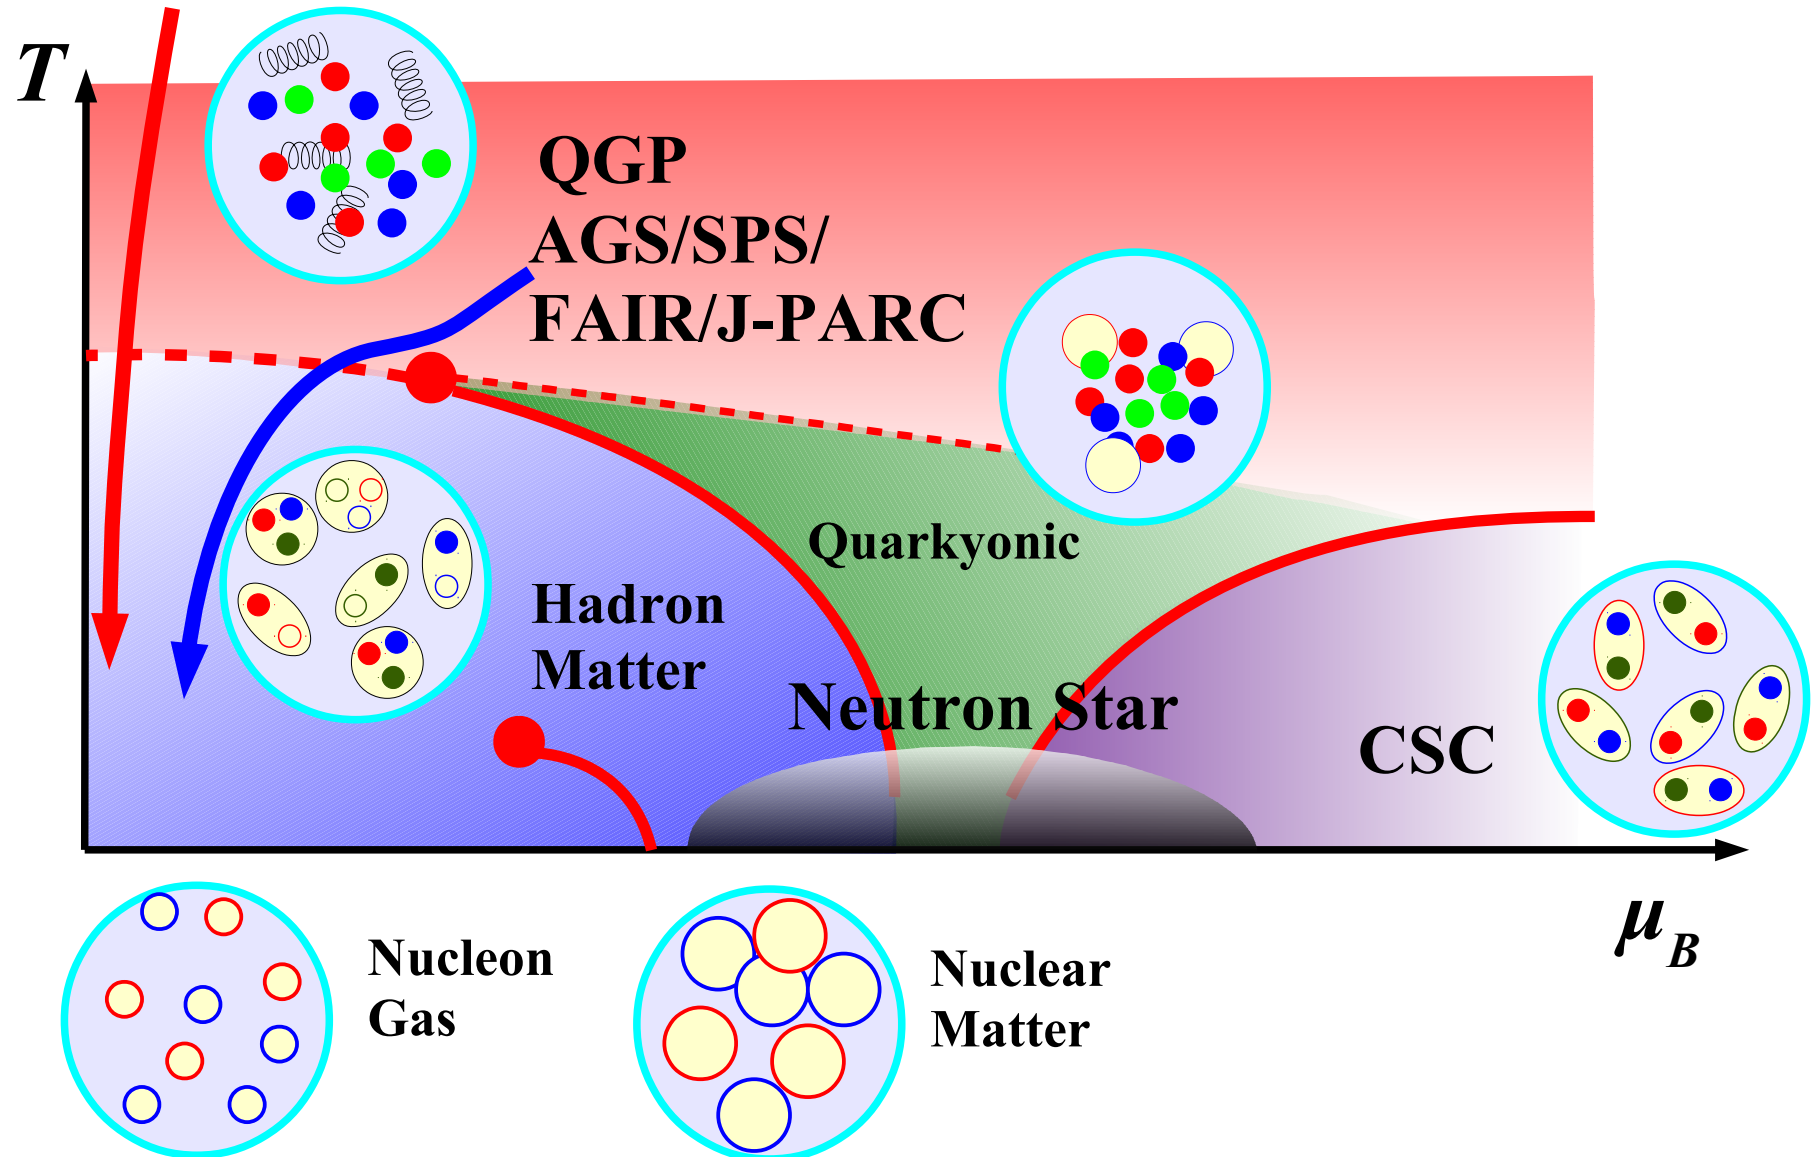 T
QGP
AGS/SPS/
FAIR/J-PARC
Quarkyonic
Hadron
Matter
Neutron Star
CSC
μB
Nucleon
Gas
Nuclear
Matter